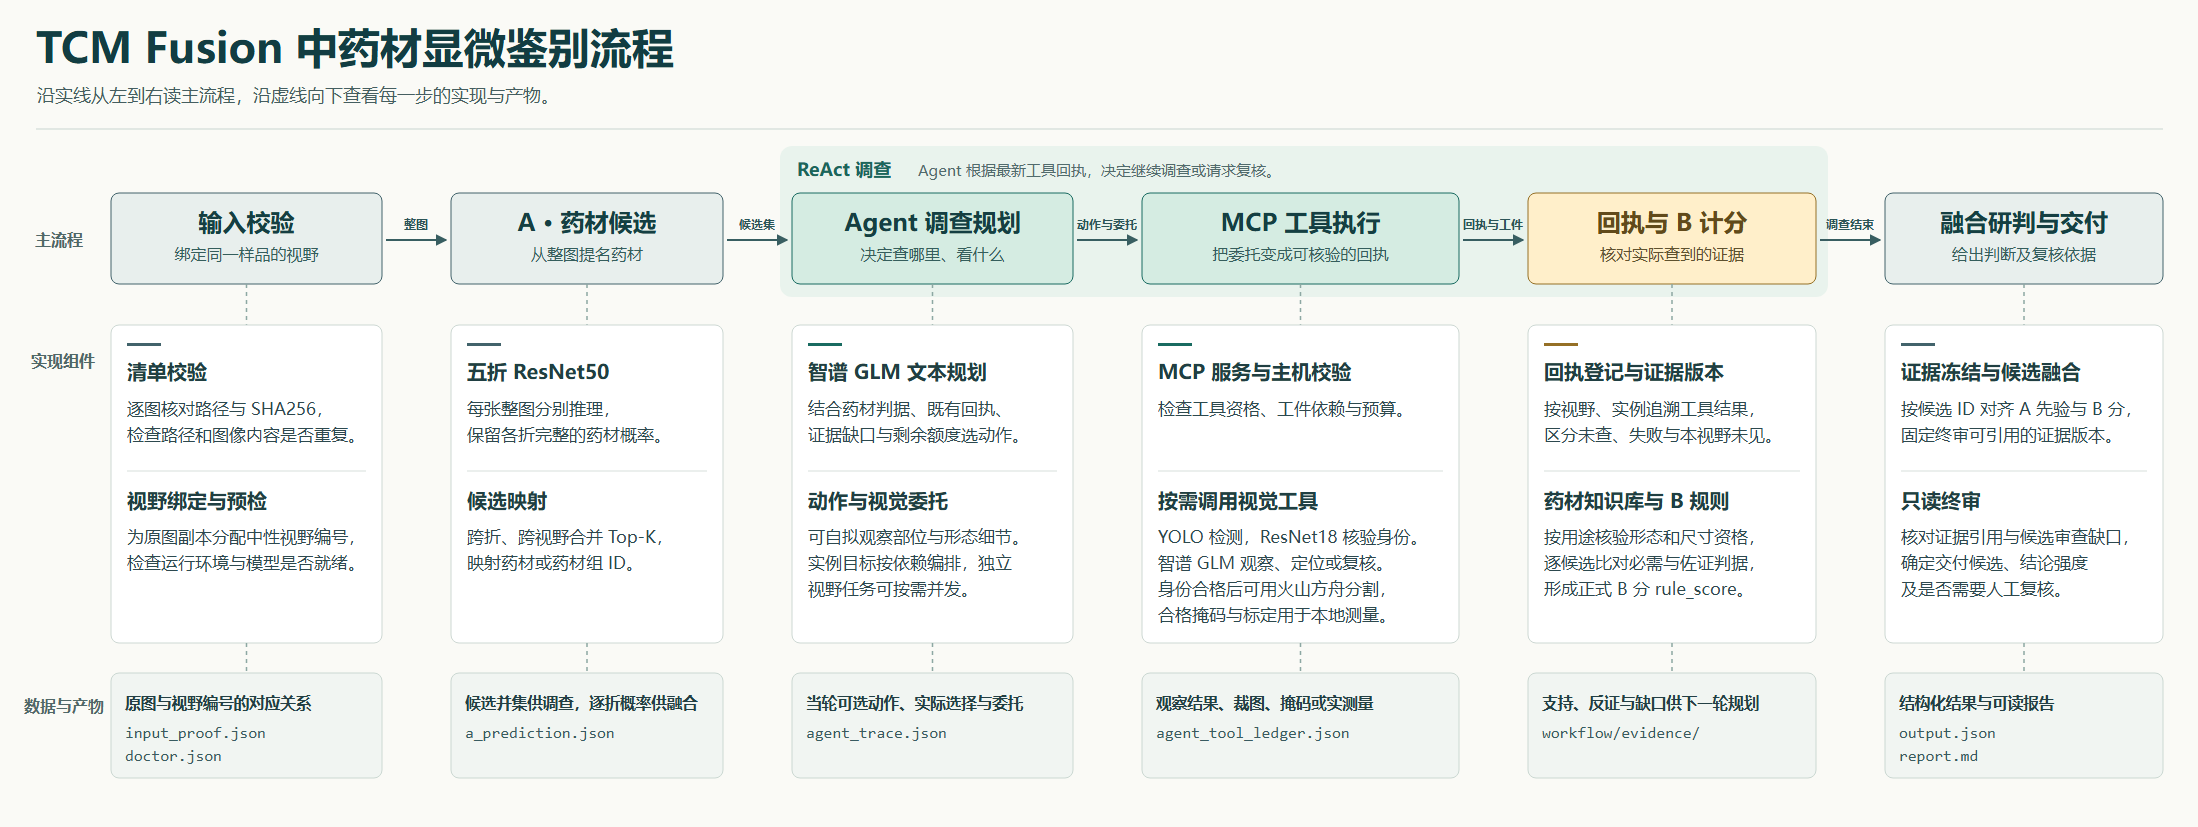 TCM Fusion 中药材显微鉴别流程
沿实线从左到右读主流程，沿虚线向下查看每一步的实现与产物。
ReAct 调查
Agent 根据最新工具回执，决定继续调查或请求复核。
主流程
输入校验
绑定同一样品的视野
整图
A · 药材候选
从整图提名药材
候选集
Agent 调查规划
决定查哪里、看什么
动作与委托
MCP 工具执行
把委托变成可核验的回执
回执与工件
回执与 B 计分
核对实际查到的证据
调查结束
融合研判与交付
给出判断及复核依据
实现组件
清单校验
逐图核对路径与 SHA256，
检查路径和图像内容是否重复。
视野绑定与预检
为原图副本分配中性视野编号，
检查运行环境与模型是否就绪。
五折 ResNet50
每张整图分别推理，
保留各折完整的药材概率。
候选映射
跨折、跨视野合并 Top-K，
映射药材或药材组 ID。
智谱 GLM 文本规划
结合药材判据、既有回执、
证据缺口与剩余额度选动作。
动作与视觉委托
可自拟观察部位与形态细节。
实例目标按依赖编排，独立
视野任务可按需并发。
MCP 服务与主机校验
检查工具资格、工件依赖与预算。
按需调用视觉工具
YOLO 检测，ResNet18 核验身份。
智谱 GLM 观察、定位或复核。
身份合格后可用火山方舟分割，
合格掩码与标定用于本地测量。
回执登记与证据版本
按视野、实例追溯工具结果，
区分未查、失败与本视野未见。
药材知识库与 B 规则
按用途核验形态和尺寸资格，
逐候选比对必需与佐证判据，
形成正式 B 分 rule_score。
证据冻结与候选融合
按候选 ID 对齐 A 先验与 B 分，
固定终审可引用的证据版本。
只读终审
核对证据引用与候选审查缺口，
确定交付候选、结论强度
及是否需要人工复核。
数据与产物
原图与视野编号的对应关系
input_proof.json
doctor.json
候选并集供调查，逐折概率供融合
a_prediction.json
当轮可选动作、实际选择与委托
agent_trace.json
观察结果、裁图、掩码或实测量
agent_tool_ledger.json
支持、反证与缺口供下一轮规划
workflow/evidence/
结构化结果与可读报告
output.json
report.md